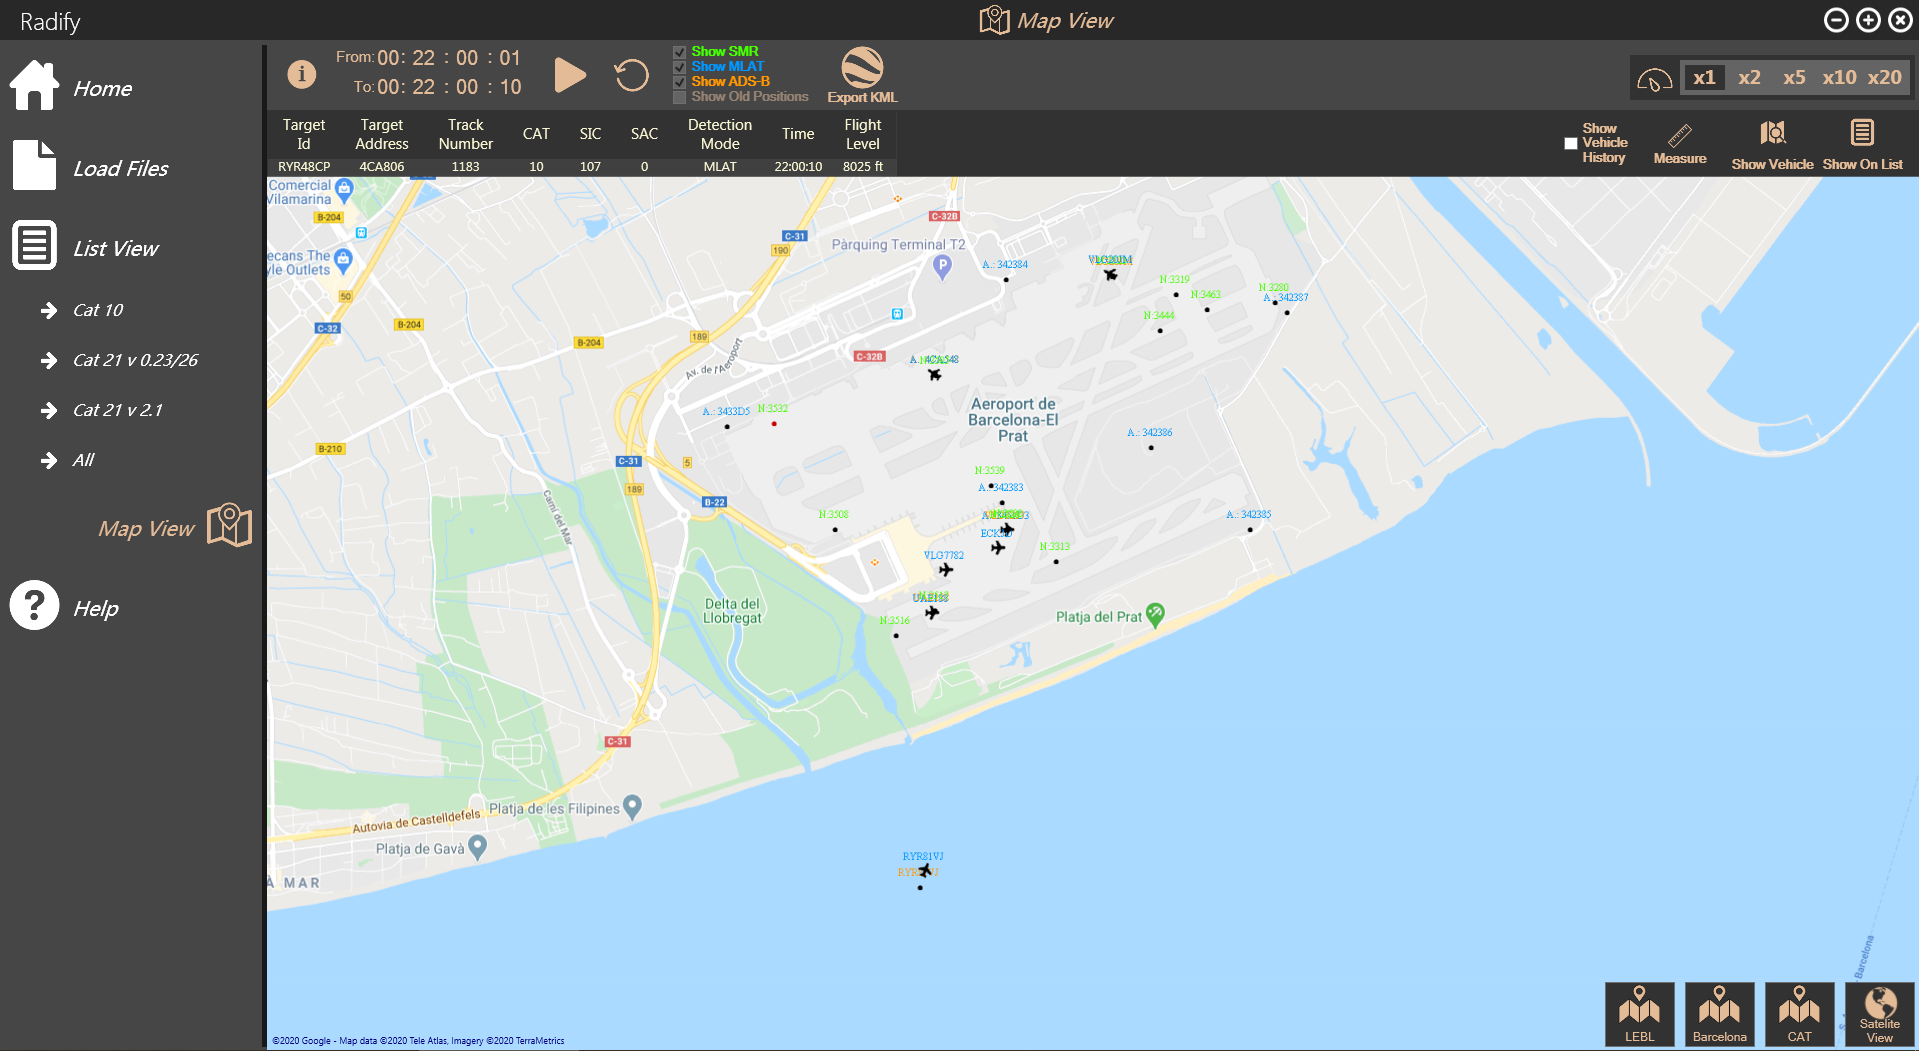 Radify
Map View
Home
Load Files
List View
Cat 10
Cat 21 v 0.23/26
Cat 21 v 2.1
All
Map View
Help
From: 00: 22 : 00 : 01
To: 00: 22 : 00 : 10
Show SMR
Show MLAT
Show ADS-B
Show Old Positions
Export KML
x1 x2 x5 x10 x20
Target Id
Target Address
Track Number
CAT
SIC
SAC
Detection Mode
Time
Flight Level
RYR48CP 4CA806 1183 10 107 0 MLAT 22:00:10 8025 ft
Show Vehicle History
Measure
Show Vehicle
Show On List
Comercial
Vilamarina
B-204
C-32B
C-31
190
Pàrquing Terminal T2
P
ecans The
yle Outlets
A.: 342384
N:3319
N:3463
N:3280
A.: 342387
N:3444
50
C-32
B-204
B-204
189
C-32B
Av. de l'Aeroport
A.: 3433D5
N:3532
Aeroport de
Barcelona-El
Prat
A.: 342386
B-210
C-31
5
189
B-22
Camí del Mar
N:3539
A.: 342383
N:3508
A.: 342385
N:3313
VLG7782
Delta del
Llobregat
N:3516
Platja del Prat
C-31
Platja de les Filipines
Autovia de Castelldefels
Platja de Gavà
À MAR
RYR81VJ
Barcelona
LEBL
Barcelona
CAT
Satelite View
©2020 Google - Map data ©2020 Tele Atlas, Imagery ©2020 TerraMetrics